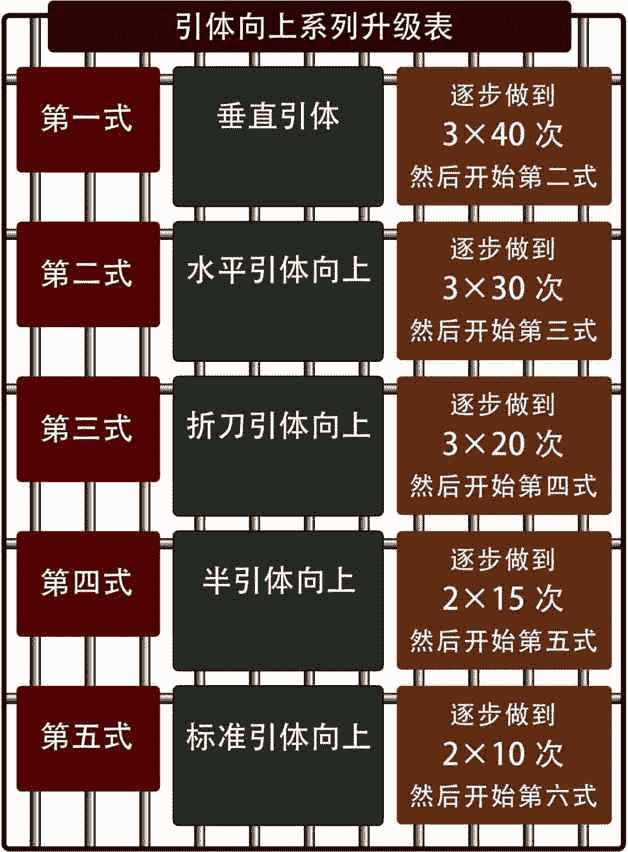 引体向上系列升级表
第一式
垂直引体
逐步做到
3×40 次
然后开始第二式
第二式
水平引体向上
逐步做到
3×30 次
然后开始第三式
第三式
折刀引体向上
逐步做到
3×20 次
然后开始第四式
第四式
半引体向上
逐步做到
2×15 次
然后开始第五式
第五式
标准引体向上
逐步做到
2×10 次
然后开始第六式